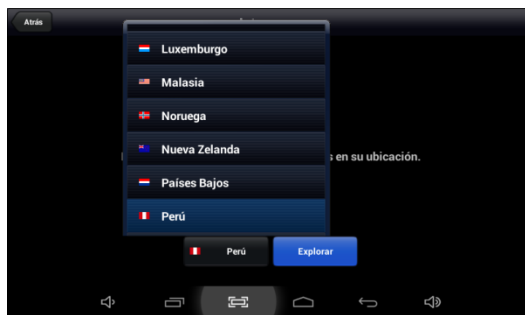 Atrás
Luxemburgo
Malasia
Noruega
Nueva Zelanda
s en su ubicación.
Países Bajos
Perú
Perú
Explorar